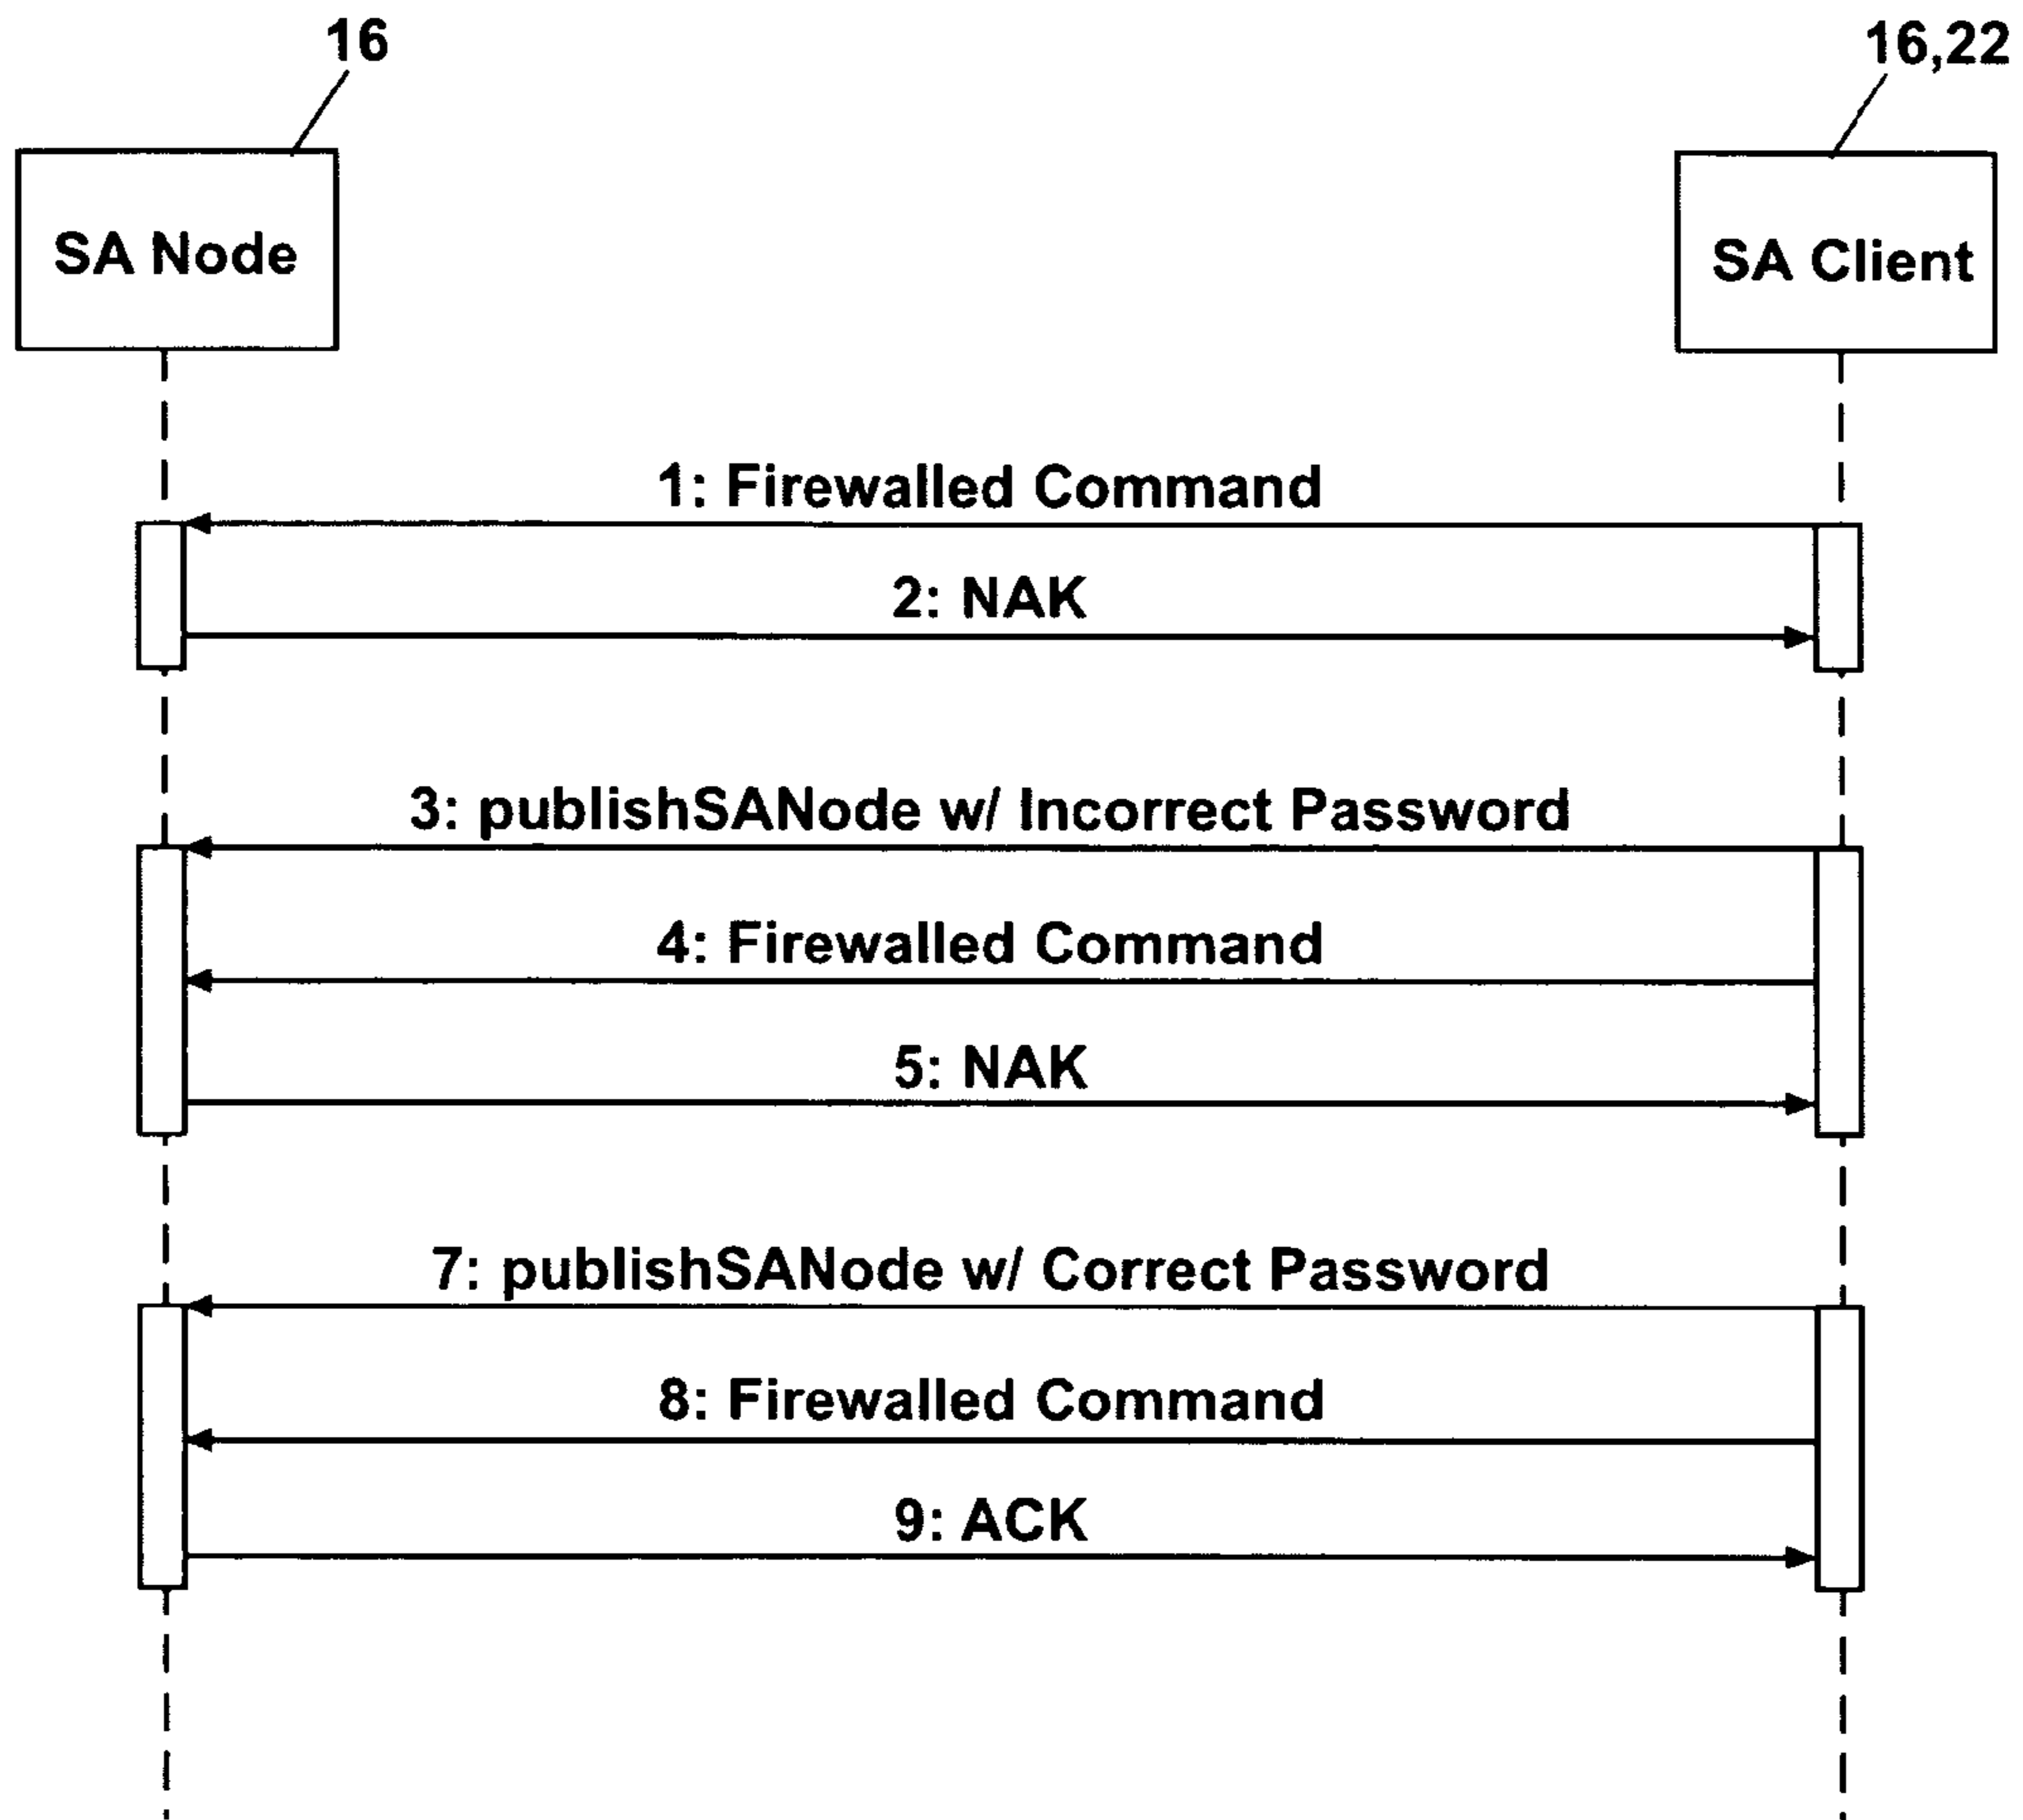 16
16,22
SA Node
SA Client
1: Firewalled Command
2: NAK
3: publishSANode w/ Incorrect Password
4: Firewalled Command
5: NAK
7: publishSANode w/ Correct Password
8: Firewalled Command
9: ACK